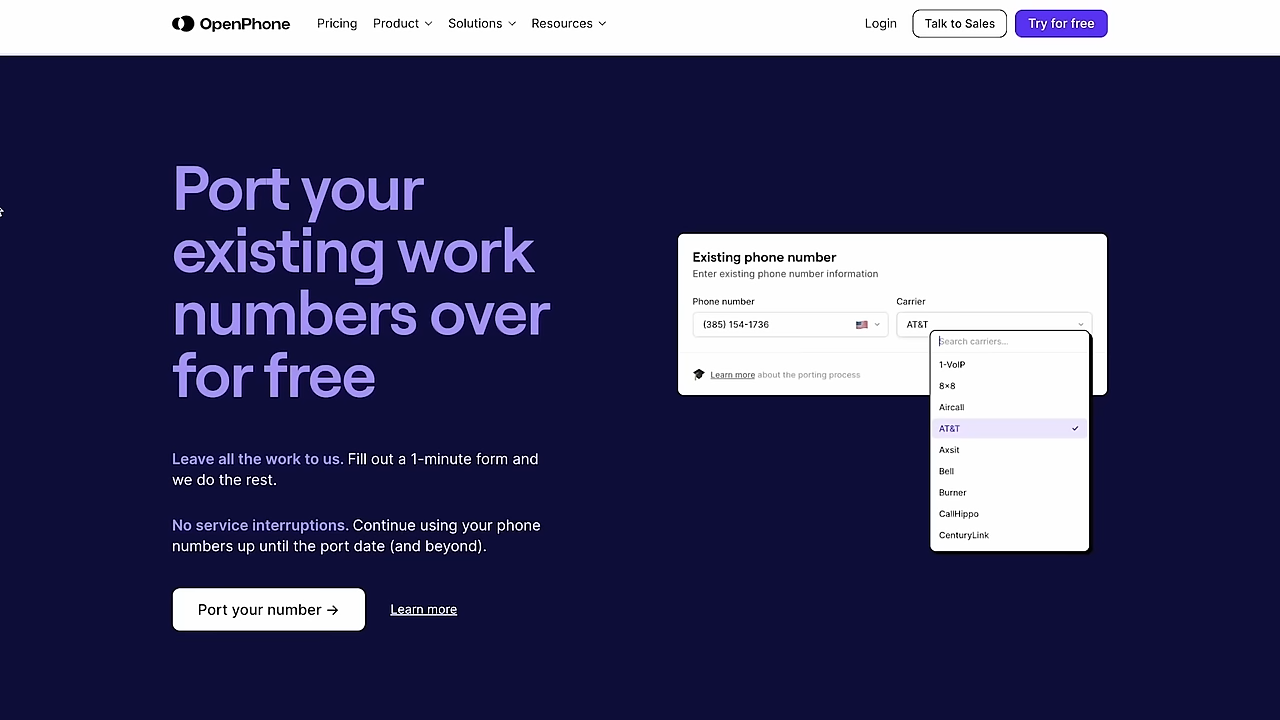 OpenPhone Pricing Product Solutions Resources Login Talk to Sales Try for free
Port your
existing work
numbers over
for free
Leave all the work to us. Fill out a 1-minute form and
we do the rest.
No service interruptions. Continue using your phone
numbers up until the port date (and beyond).
Port your number → Learn more
Existing phone number
Enter existing phone number information
Phone number Carrier
(385) 154-1736 AT&T
Learn more about the porting process
Search carriers...
1-VoIP
8x8
Aircall
AT&T
Axsit
Bell
Burner
CallHippo
CenturyLink